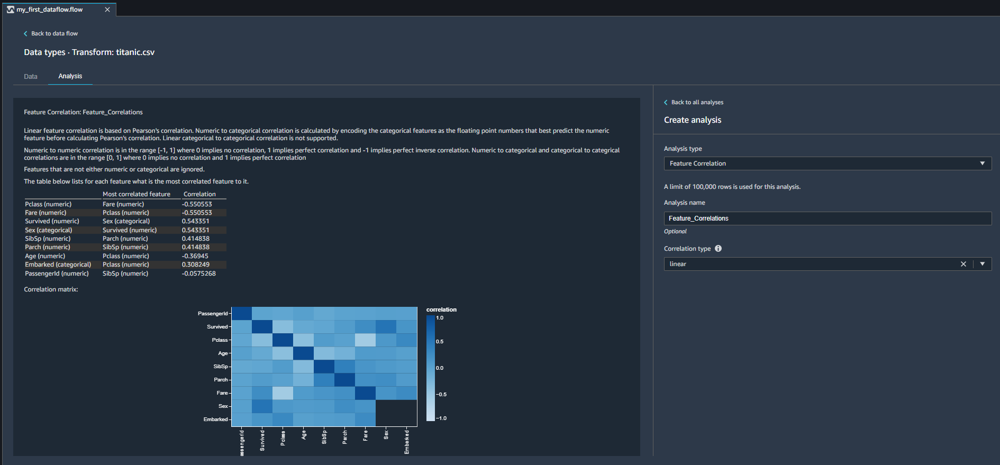 my_first_dataflow.flow
Back to data flow
Data types · Transform: titanic.csv
Data
Analysis
Feature Correlation: Feature_Correlations
Linear feature correlation is based on Pearson's correlation. Numeric to categorical correlation is calculated by encoding the categorical features as the floating point numbers that best predict the numeric
feature before calculating Pearson's correlation. Linear categorical to categorical correlation is not supported.
Numeric to numeric correlation is in the range [-1, 1] where 0 implies no correlation, 1 implies perfect correlation and -1 implies perfect inverse correlation. Numeric to categorical and categorical to categrical
correlations are in the range [0, 1] where 0 implies no correlation and 1 implies perfect correlation
Features that are not either numeric or categorical are ignored.
The table below lists for each feature what is the most correlated feature to it.
Most correlated feature Correlation
Pclass (numeric) Fare (numeric) -0.550553
Fare (numeric) Pclass (numeric) -0.550553
Survived (numeric) Sex (categorical) 0.543351
Sex (categorical) Survived (numeric) 0.543351
SibSp (numeric) Parch (numeric) 0.414838
Parch (numeric) SibSp (numeric) 0.414838
Age (numeric) Pclass (numeric) -0.36945
Embarked (categorical) Pclass (numeric) 0.308249
PassengerId (numeric) SibSp (numeric) -0.0575268
Correlation matrix:
PassengerId
Survived
Pclass
Age
SibSp
Parch
Fare
Sex
Embarked
assengerId
Survived
Pclass
Age
SibSp
Parch
Fare
Sex
Embarked
correlation
1.0
0.5
0.0
−0.5
−1.0
Back to all analyses
Create analysis
Analysis type
Feature Correlation
A limit of 100,000 rows is used for this analysis.
Analysis name
Feature_Correlations
Optional
Correlation type
linear